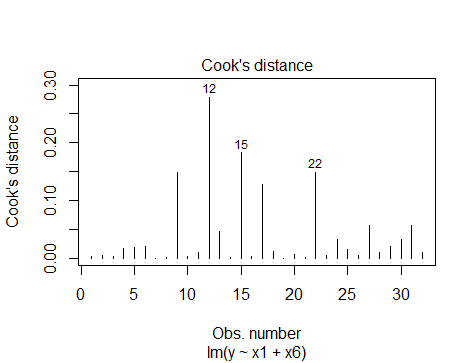 Cook's distance
Cook's distance
0.30
0.20
0.10
0.00
12
15
22
0 5 10 15 20 25 30
Obs. number
lm(y ~ x1 + x6)